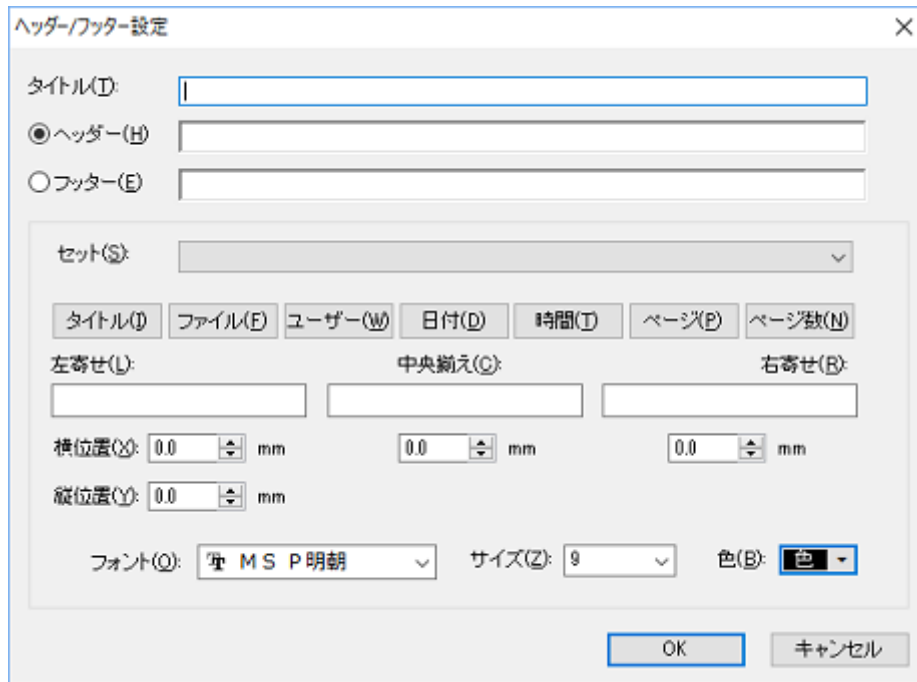 ヘッダー/フッター設定
タイトル(T):
ヘッダー(H)
フッター(E)
セット(S):
タイトル(I) ファイル(F) ユーザー(W) 日付(D) 時間(T) ページ(P) ページ数(N)
左寄せ(L): 中央揃え(C): 右寄せ(R):
横位置(X): 0.0 mm 0.0 mm 0.0 mm
縦位置(Y): 0.0 mm
フォント(O): MS P明朝 サイズ(Z): 9 色(B): 色
OK キャンセル